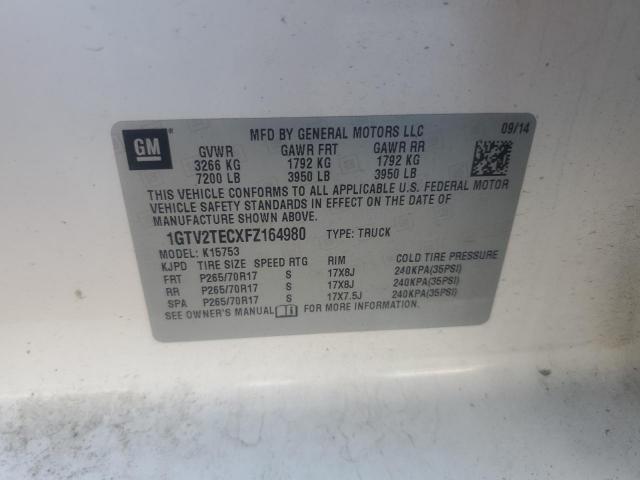 GM
®
MFD BY GENERAL MOTORS LLC
09/14
GVWR GAWR FRT GAWR RR
3266 KG 1792 KG 1792 KG
7200 LB 3950 LB 3950 LB
THIS VEHICLE CONFORMS TO ALL APPLICABLE U.S. FEDERAL MOTOR
VEHICLE SAFETY STANDARDS IN EFFECT ON THE DATE OF
MANUFACTURE SHOWN ABOVE.
1GTV2TECXFZ164980 TYPE: TRUCK
MODEL: K15753
KJPD TIRE SIZE SPEED RTG RIM COLD TIRE PRESSURE
FRT P265/70R17 S 17X8J 240KPA(35PSI)
RR P265/70R17 S 17X8J 240KPA(35PSI)
SPA P265/70R17 S 17X7.5J 240KPA(35PSI)
SEE OWNER'S MANUAL FOR MORE INFORMATION.